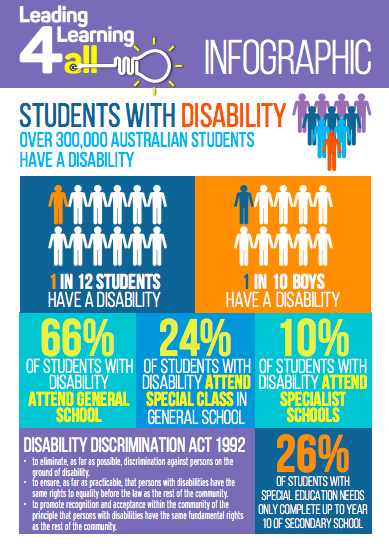 Leading
4 Learning
all
INFOGRAPHIC
STUDENTS WITH DISABILITY
OVER 300,000 AUSTRALIAN STUDENTS
HAVE A DISABILITY
1 IN 12 STUDENTS
HAVE A DISABILITY
1 IN 10 BOYS
HAVE A DISABILITY
66%
OF STUDENTS WITH
DISABILITY
ATTEND GENERAL
SCHOOL
24%
OF STUDENTS WITH
DISABILITY ATTEND
SPECIAL CLASS IN
GENERAL SCHOOL
10%
OF STUDENTS WITH
DISABILITY ATTEND
SPECIALIST
SCHOOLS
DISABILITY DISCRIMINATION ACT 1992
• to eliminate, as far as possible, discrimination against persons on the
ground of disability.
• to ensure, as far as practicable, that persons with disabilities have the
same rights to equality before the law as the rest of the community.
• to promote recognition and acceptance within the community of the
principle that persons with disabilities have the same fundamental rights
as the rest of the community.
26%
OF STUDENTS WITH
SPECIAL EDUCATION NEEDS
ONLY COMPLETE UP TO YEAR
10 OF SECONDARY SCHOOL